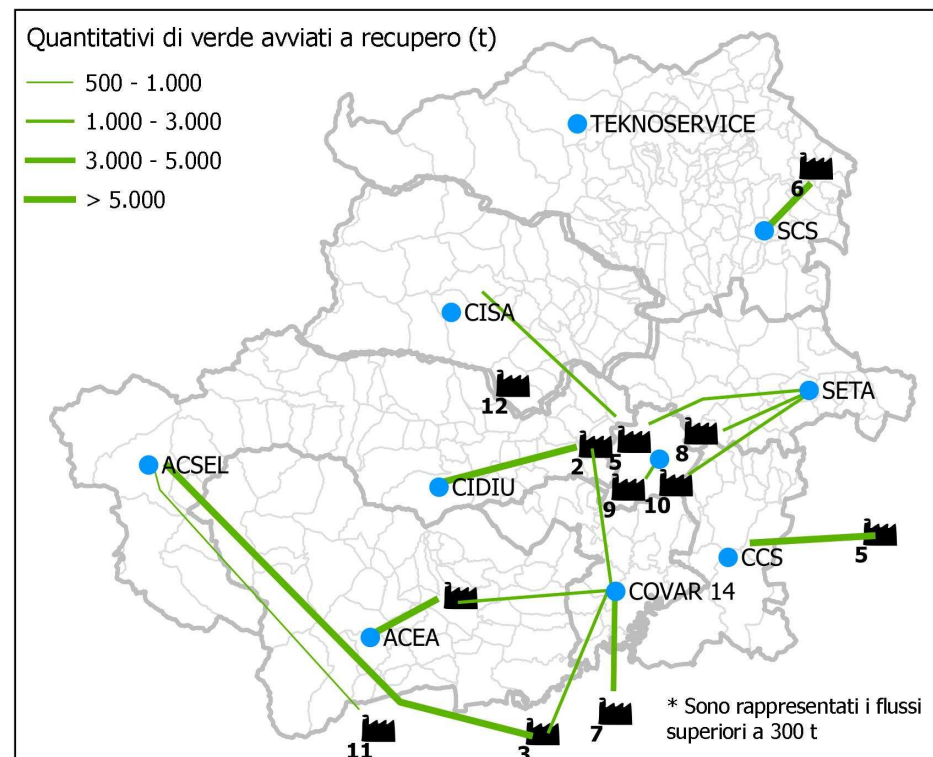 Quantitativi di verde avviati a recupero (t)
500 - 1.000
1.000 - 3.000
3.000 - 5.000
> 5.000
TEKNOSERVICE
6
SCS
CISA
12
SETA
2
5
8
ACSEL
CIDIU
9
10
CCS
5
COVAR 14
ACEA
11
3
7
* Sono rappresentati i flussi
superiori a 300 t